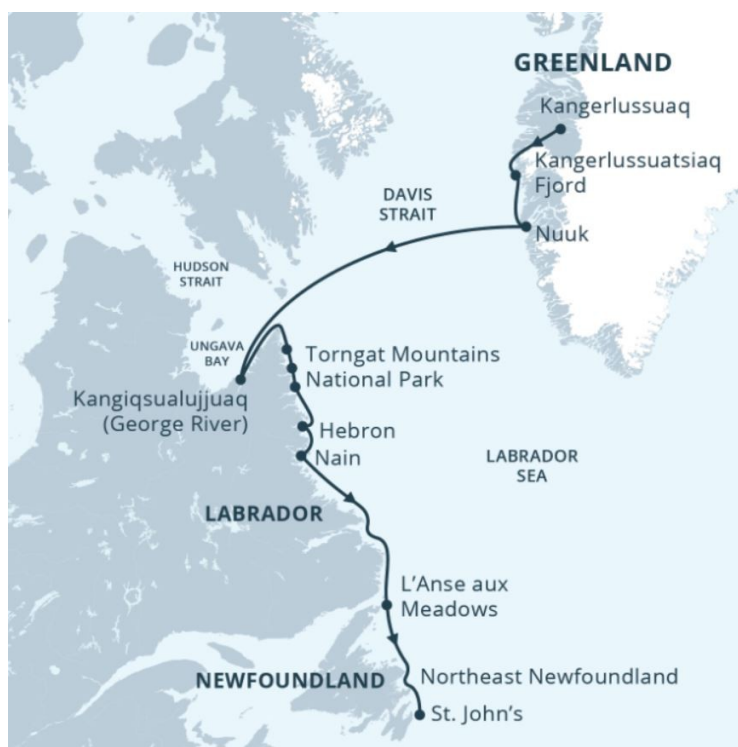 GREENLAND
Kangerlussuaq
Kangerlussuatsiaq
Fjord
DAVIS
STRAIT
Nuuk
HUDSON
STRAIT
UNGAVA
BAY
Torngat Mountains
National Park
Kangiqsualujjuaq
(George River)
Hebron
Nain
LABRADOR
SEA
LABRADOR
L'Anse aux
Meadows
NEWFOUNDLAND
Northeast Newfoundland
St. John's